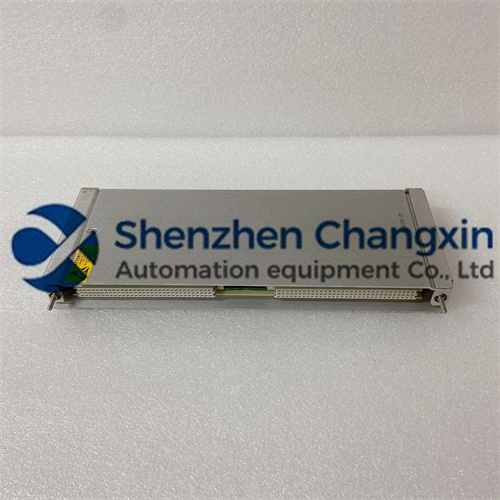 Shenzhen Changxin
Automation equipment Co., Ltd